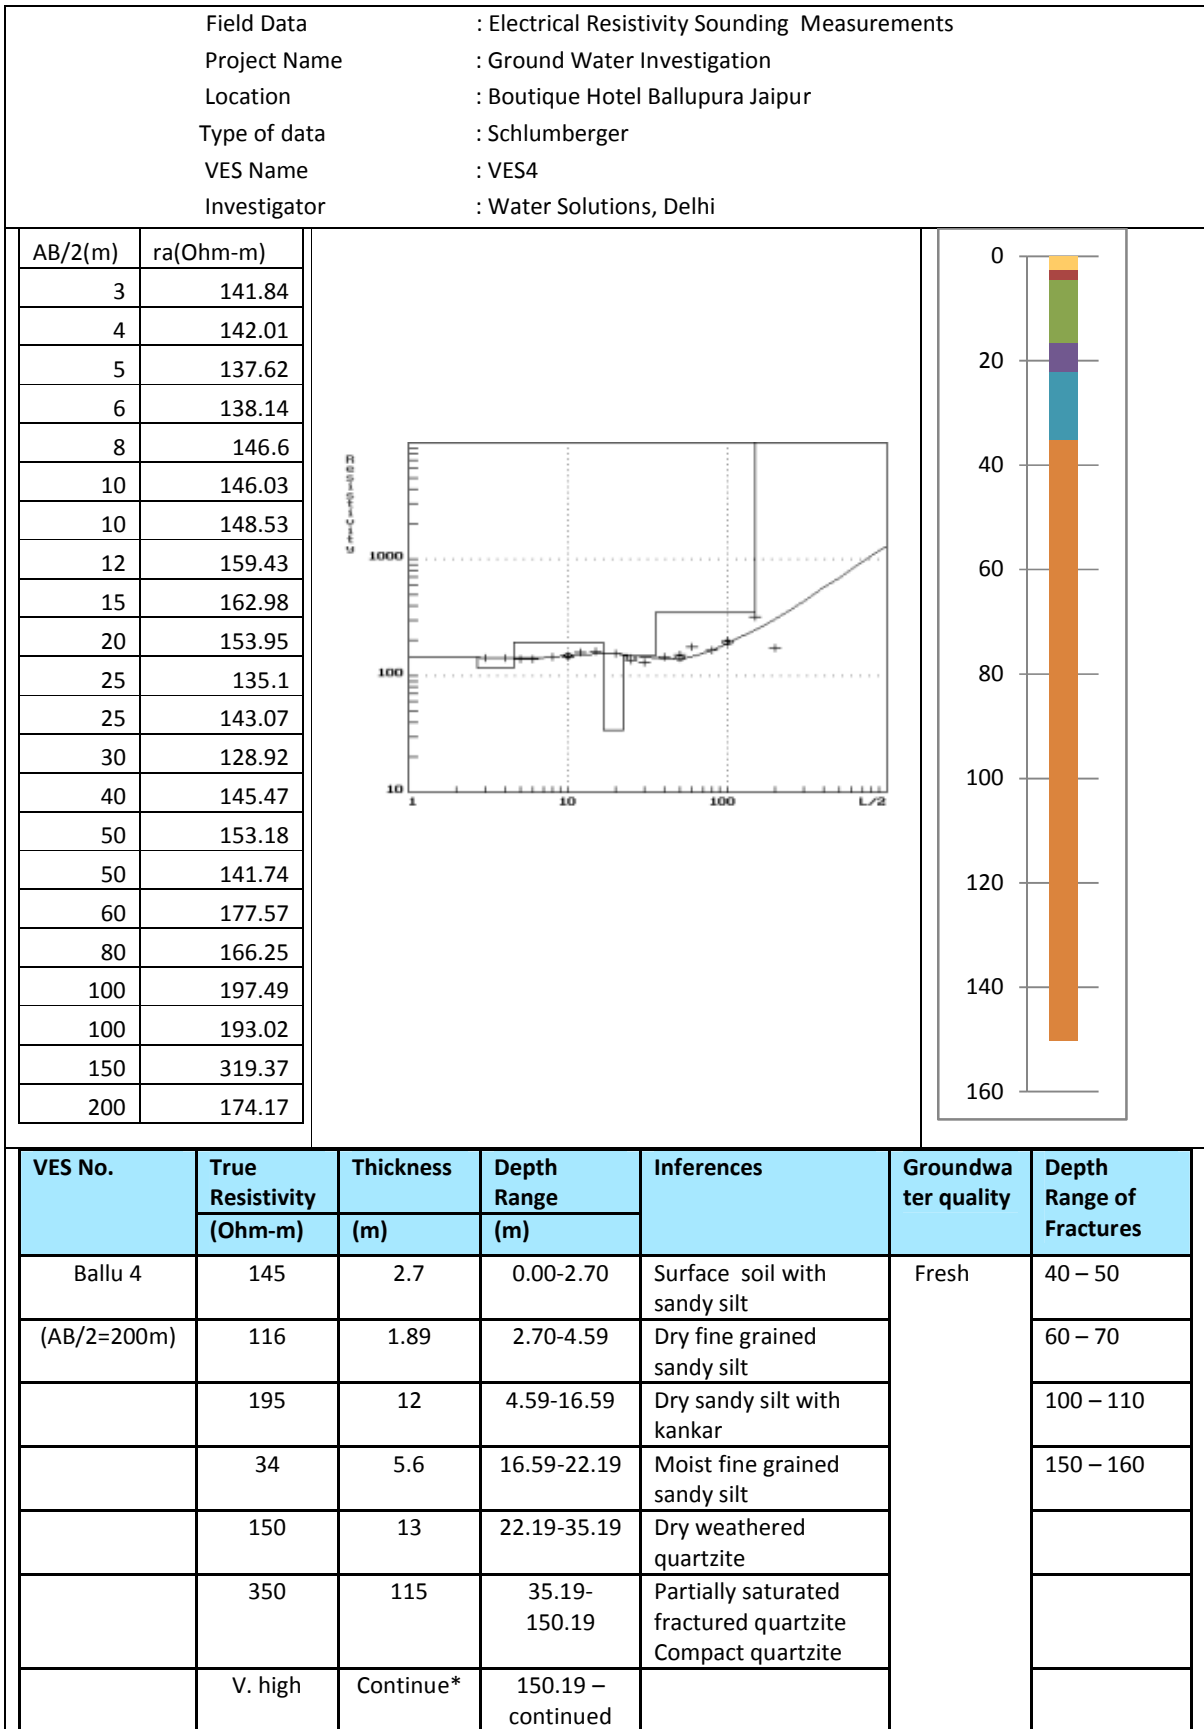 Field Data : Electrical Resistivity Sounding Measurements
Project Name : Ground Water Investigation
Location : Boutique Hotel Ballupura Jaipur
Type of data : Schlumberger
VES Name : VES4
Investigator : Water Solutions, Delhi
AB/2(m) ra(Ohm-m)
3 141.84
4 142.01
5 137.62
6 138.14
8 146.6
10 146.03
10 148.53
12 159.43
15 162.98
20 153.95
25 135.1
25 143.07
30 128.92
40 145.47
50 153.18
50 141.74
60 177.57
80 166.25
100 197.49
100 193.02
150 319.37
200 174.17
Resistivity
1000
100
10
1 10 100 L/2
0
20
40
60
80
100
120
140
160
VES No. True Thickness Depth Inferences Groundwa Depth
Resistivity Range ter quality Range of
(Ohm-m) (m) (m) Fractures
Ballu 4 145 2.7 0.00-2.70 Surface soil with Fresh 40 – 50
sandy silt
(AB/2=200m) 116 1.89 2.70-4.59 Dry fine grained 60 – 70
sandy silt
195 12 4.59-16.59 Dry sandy silt with 100 – 110
kankar
34 5.6 16.59-22.19 Moist fine grained 150 – 160
sandy silt
150 13 22.19-35.19 Dry weathered
quartzite
350 115 35.19- Partially saturated
150.19 fractured quartzite
Compact quartzite
V. high Continue* 150.19 –
continued